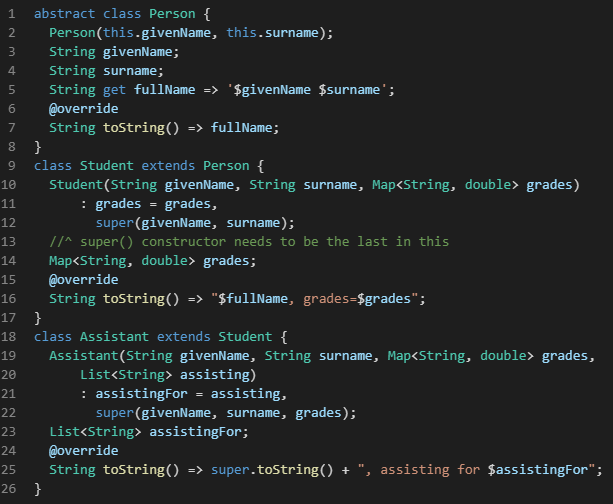 1 abstract class Person {
2   Person(this.givenName, this.surname);
3   String givenName;
4   String surname;
5   String get fullName => '$givenName $surname';
6   @override
7   String toString() => fullName;
8 }
9 class Student extends Person {
10   Student(String givenName, String surname, Map<String, double> grades)
11       : grades = grades,
12         super(givenName, surname);
13   //^ super() constructor needs to be the last in this
14   Map<String, double> grades;
15   @override
16   String toString() => "$fullName, grades=$grades";
17 }
18 class Assistant extends Student {
19   Assistant(String givenName, String surname, Map<String, double> grades,
20       List<String> assisting)
21       : assistingFor = assisting,
22         super(givenName, surname, grades);
23   List<String> assistingFor;
24   @override
25   String toString() => super.toString() + ", assisting for $assistingFor";
26 }